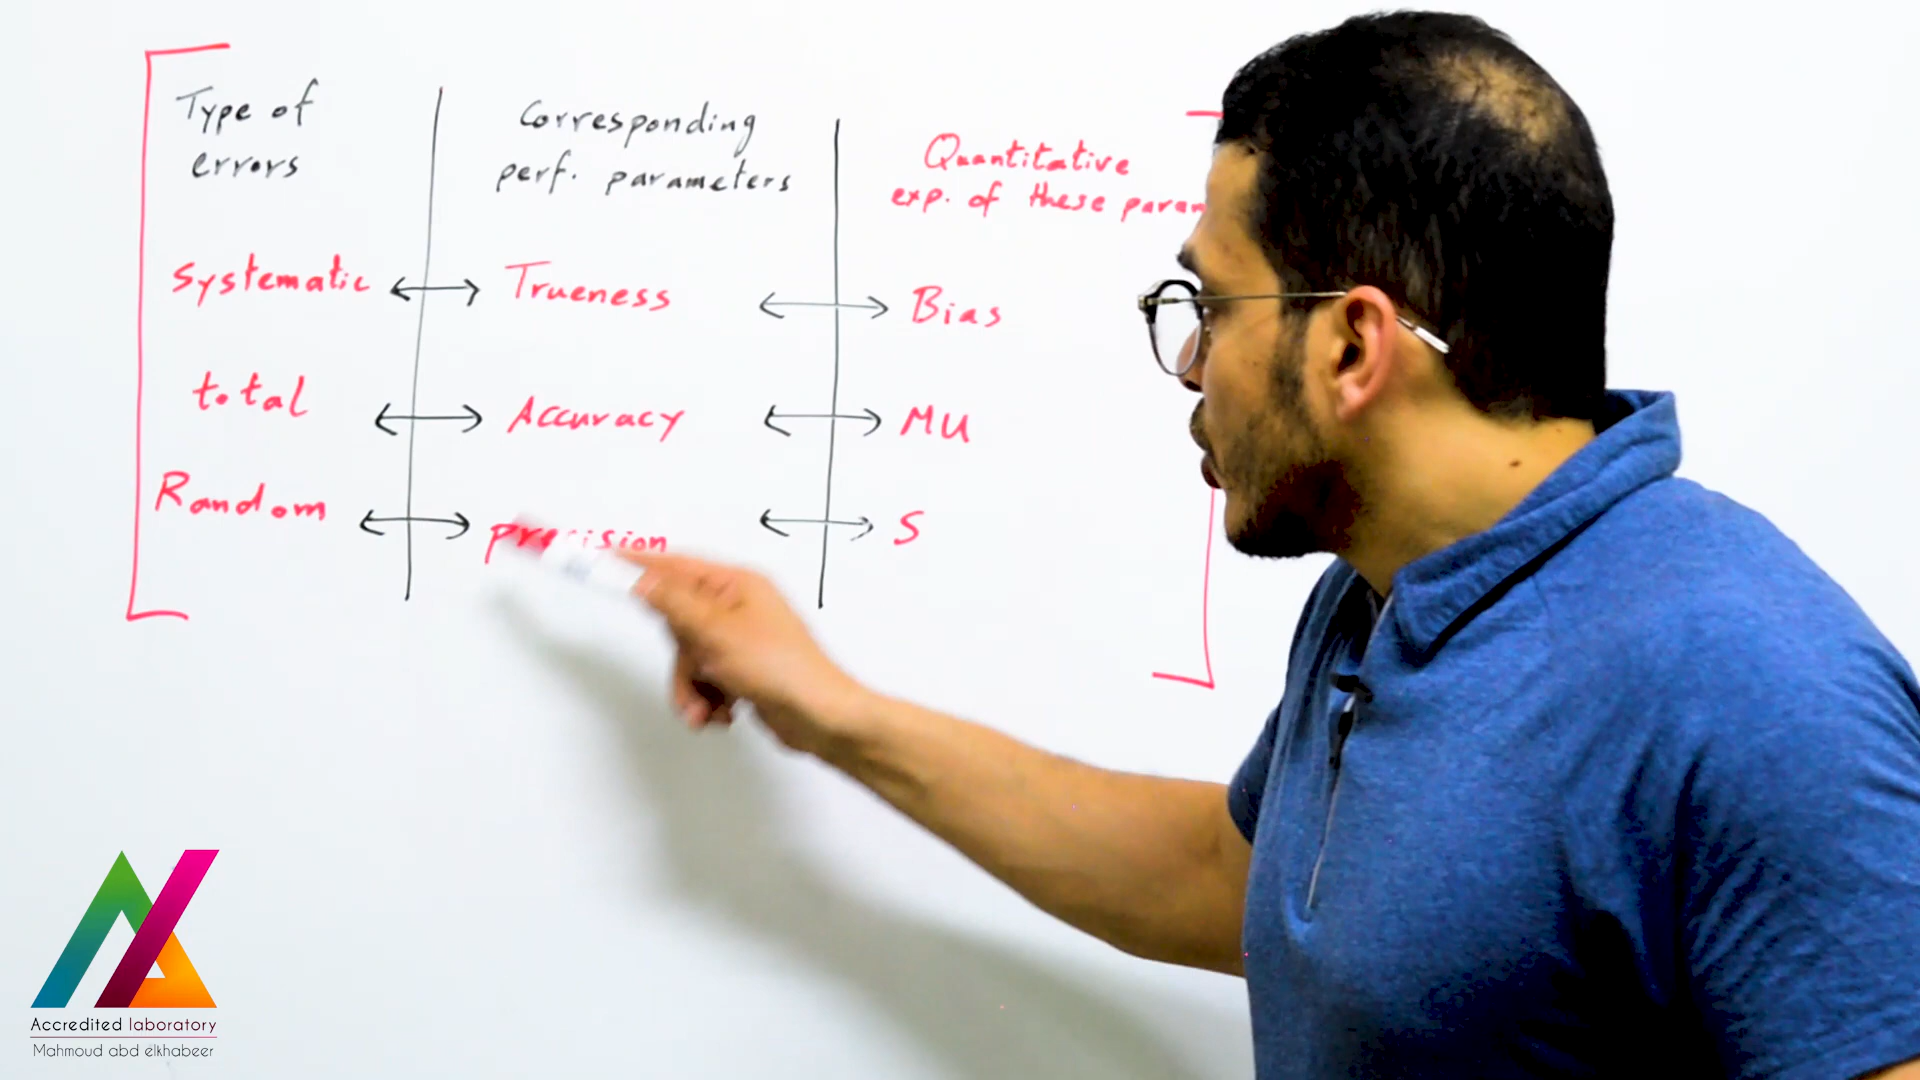 Type of
errors
Corresponding
perf. parameters
Quantitative
exp. of these param
Systematic
Trueness
Bias
total
Accuracy
MU
Random
precision
S
Accredited laboratory
Mahmoud abd elkhabeer